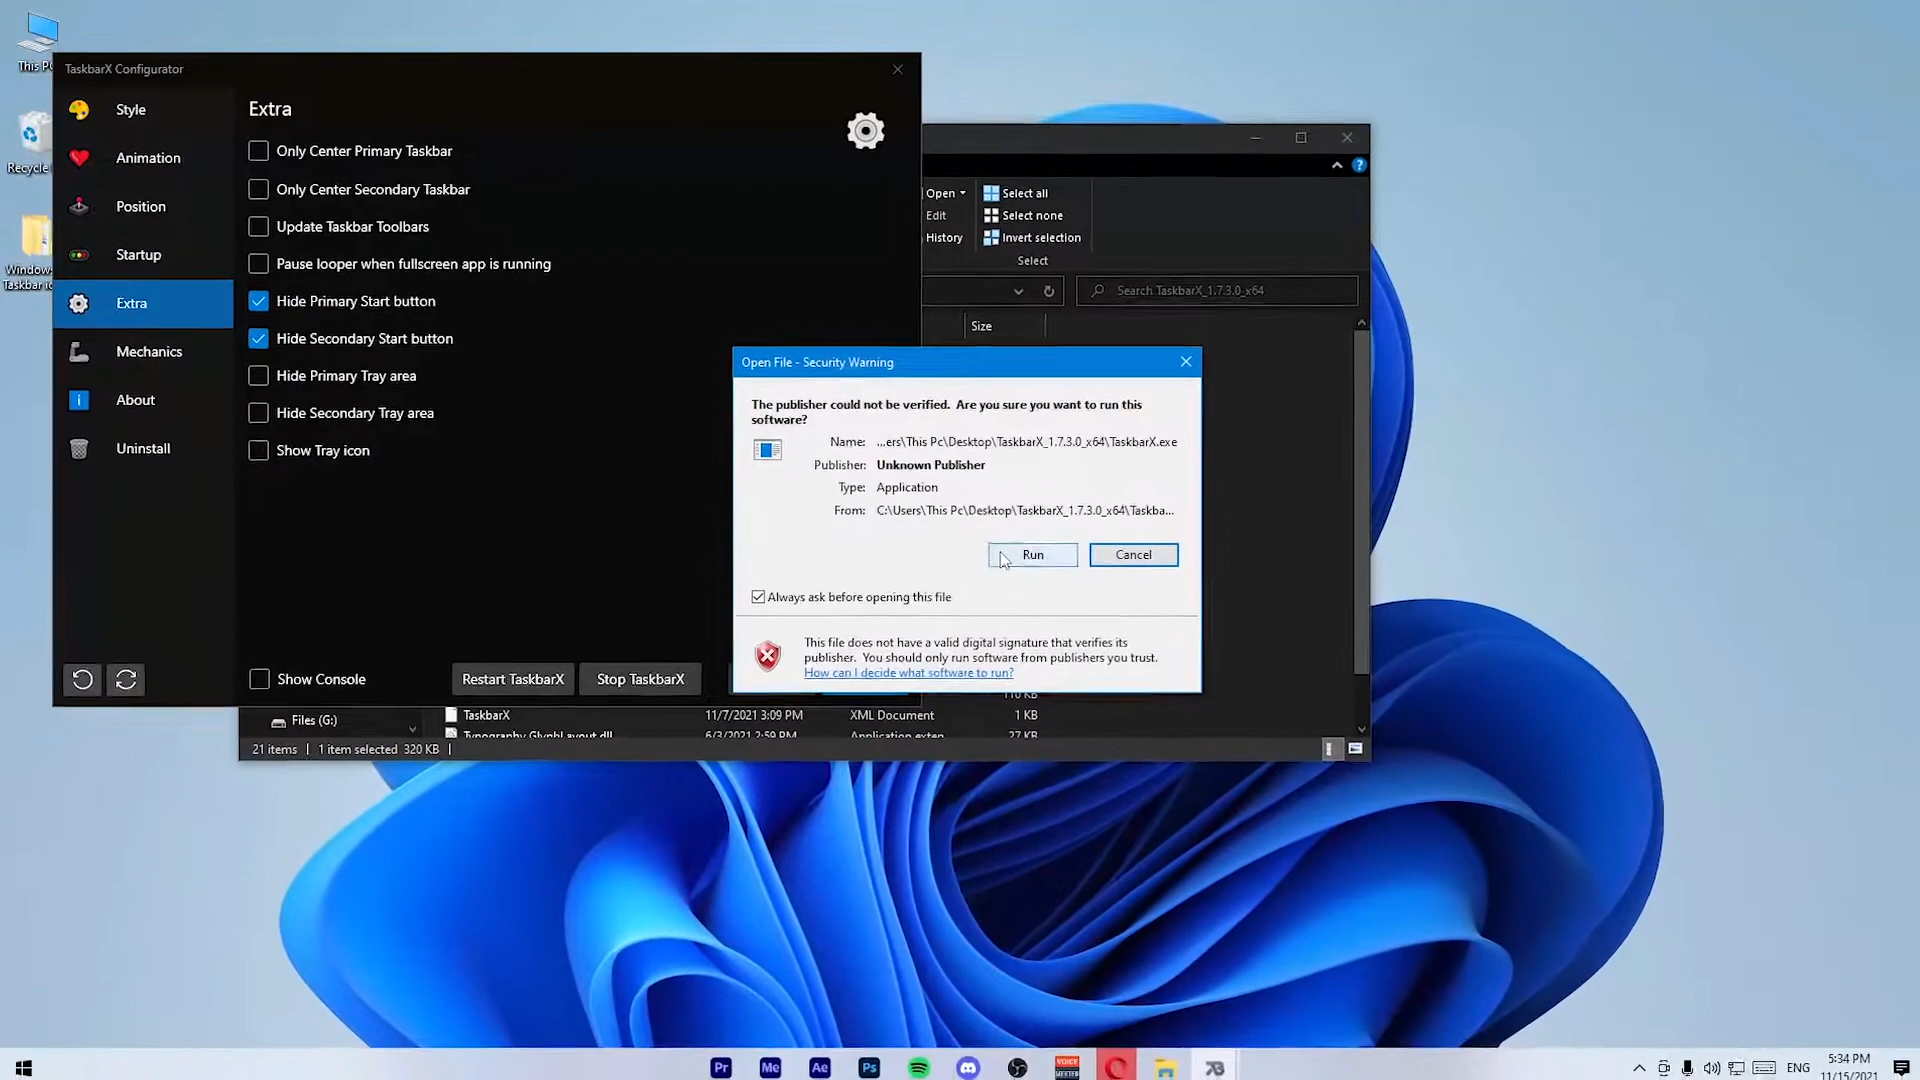 This PC
Recycle
Window
Taskbar ic
TaskbarX Configurator
Style
Animation
Position
Startup
Extra
Mechanics
About
Uninstall
Extra
Only Center Primary Taskbar
Only Center Secondary Taskbar
Update Taskbar Toolbars
Pause looper when fullscreen app is running
Hide Primary Start button
Hide Secondary Start button
Hide Primary Tray area
Hide Secondary Tray area
Show Tray icon
Show Console
Restart TaskbarX
Stop TaskbarX
Open
Edit
History
Select all
Select none
Invert selection
Select
Search TaskbarX_1.7.3.0_x64
Size
Open File - Security Warning
The publisher could not be verified. Are you sure you want to run this
software?
Name: ...ers\This Pc\Desktop\TaskbarX_1.7.3.0_x64\TaskbarX.exe
Publisher: Unknown Publisher
Type: Application
From: C:\Users\This Pc\Desktop\TaskbarX_1.7.3.0_x64\Taskba...
Run
Cancel
Always ask before opening this file
This file does not have a valid digital signature that verifies its
publisher. You should only run software from publishers you trust.
How can I decide what software to run?
110 KB
Files (G:)
TaskbarX 11/7/2021 3:09 PM XML Document 1 KB
Typography.GlyphLayout.dll 6/3/2021 2:59 PM Application exten 27 KB
21 items 1 item selected 320 KB
Pr
Me
Ae
Ps
VOICE
MEETER
ENG
5:34 PM
11/15/2021